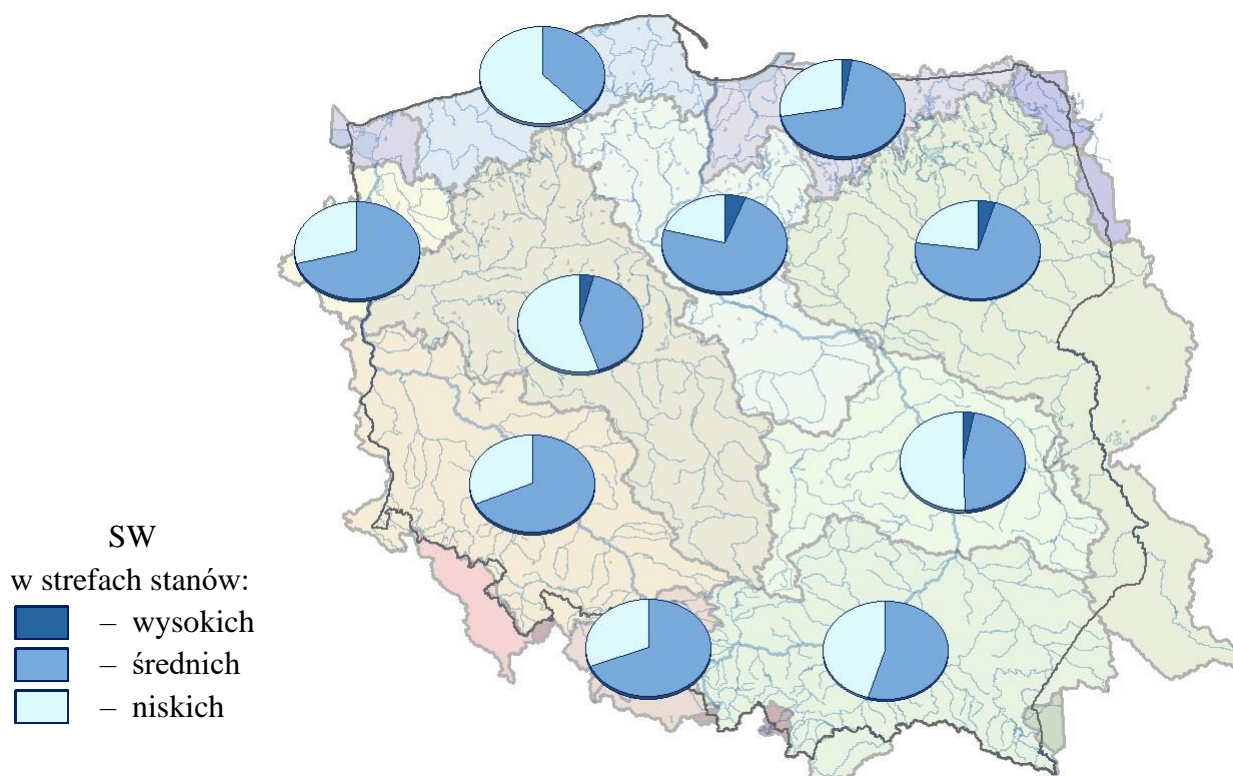 SW
w strefach stanów:
– wysokich
– średnich
– niskich